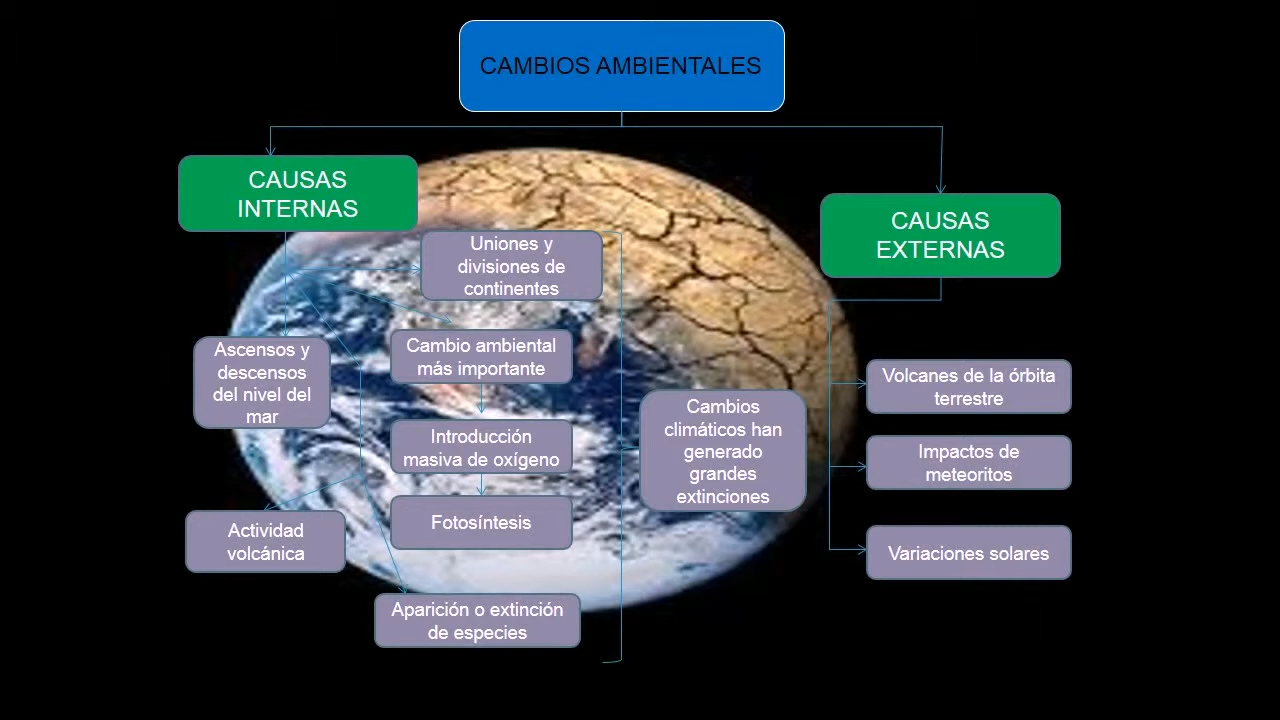 CAMBIOS AMBIENTALES
CAUSAS
INTERNAS
Uniones y
divisiones de
continentes
Ascensos y
descensos
del nivel del
mar
Cambio ambiental
más importante
Introducción
masiva de oxígeno
Fotosíntesis
Actividad
volcánica
Aparición o extinción
de especies
Cambios
climáticos han
generado
grandes
extinciones
CAUSAS
EXTERNAS
Volcanes de la órbita
terrestre
Impactos de
meteoritos
Variaciones solares